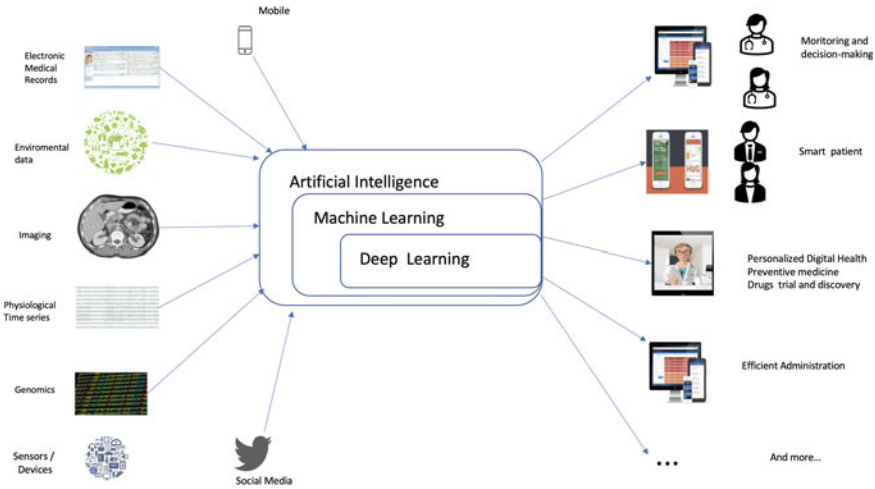 Mobile
Electronic
Medical
Records
Enviromental
data
Imaging
Physiological
Time series
Genomics
Sensors /
Devices
Social Media
Artificial Intelligence
Machine Learning
Deep Learning
Moritoring and
decision-making
Smart patient
Personalized Digital Health
Preventive medicine
Drugs trial and discovery
Efficient Administration
...
And more...